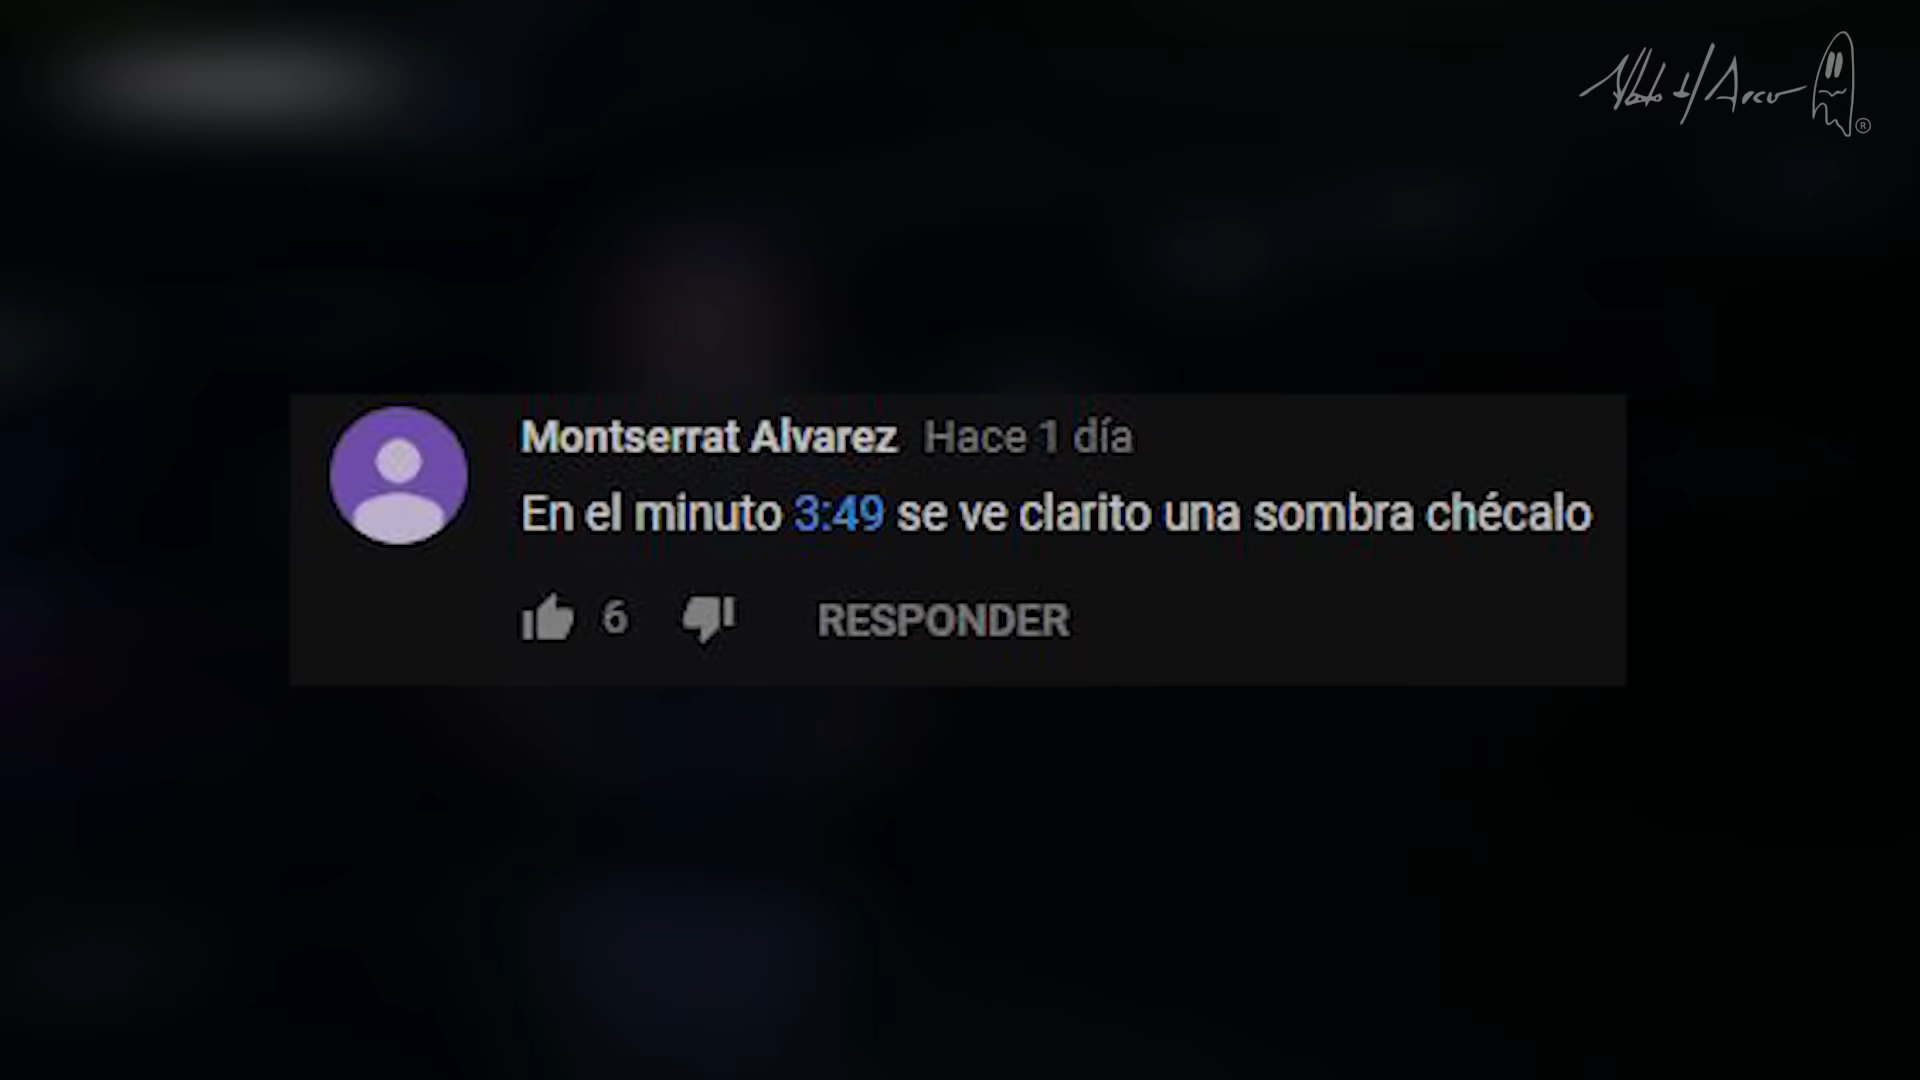 Montserrat Alvarez Hace 1 día
En el minuto 3:49 se ve clarito una sombra chécalo
6 RESPONDER
®